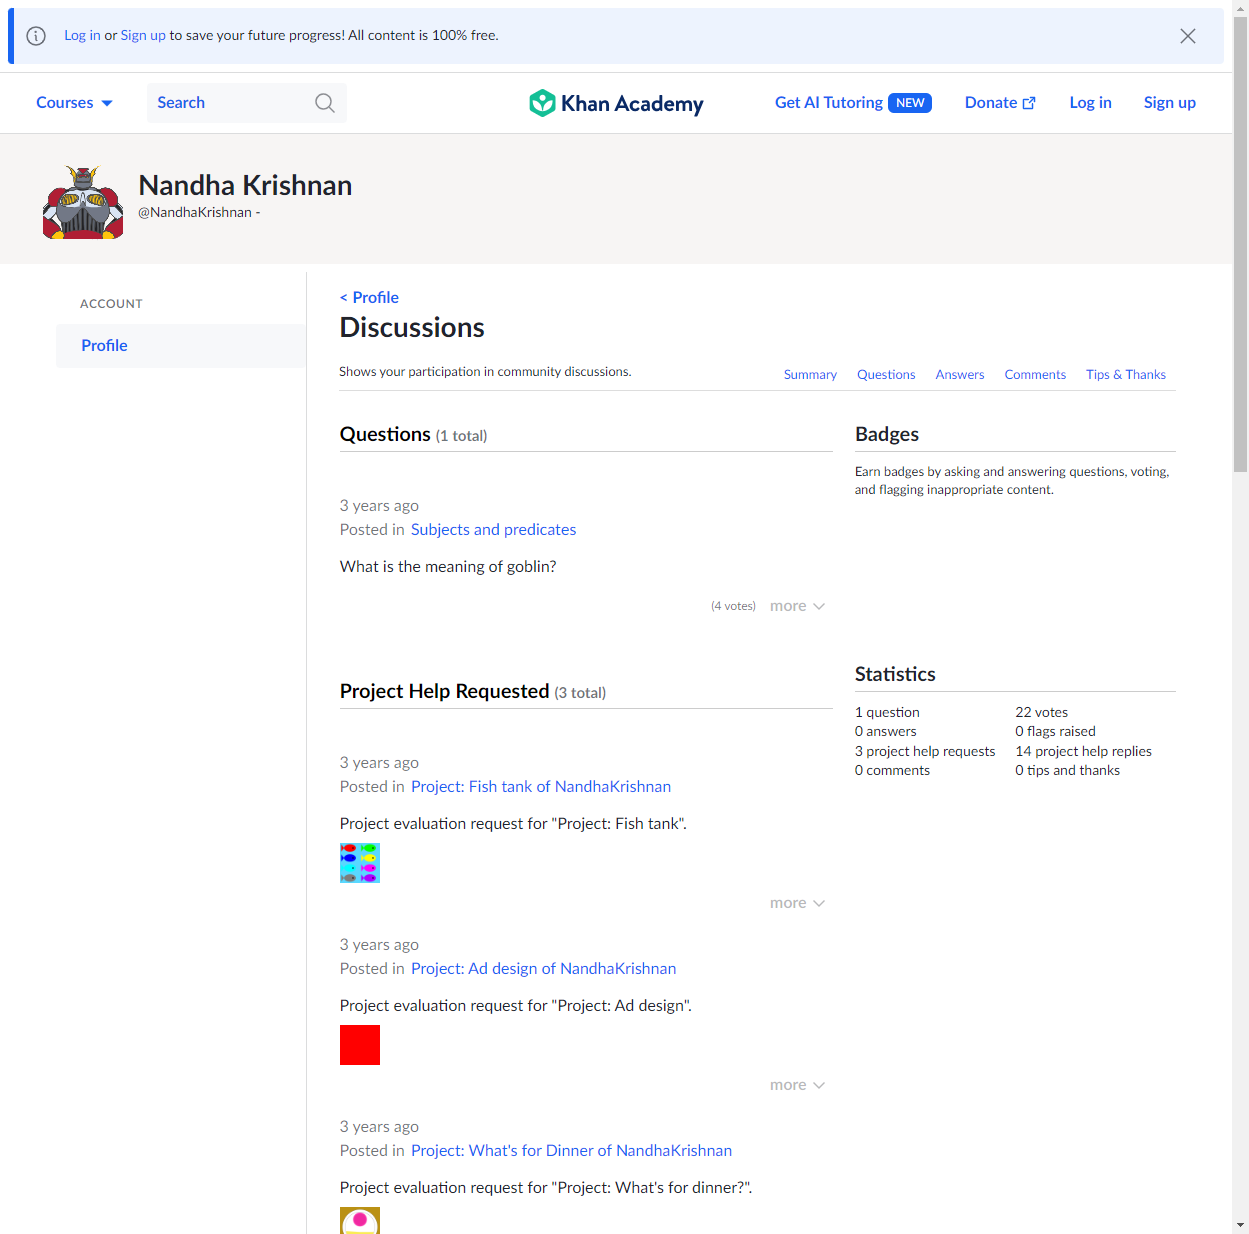 Log in or Sign up to save your future progress! All content is 100% free.
Courses
Search
Khan Academy
Get AI Tutoring NEW
Donate
Log in
Sign up
Nandha Krishnan
@NandhaKrishnan -
ACCOUNT
Profile
< Profile
Discussions
Shows your participation in community discussions.
Summary
Questions
Answers
Comments
Tips & Thanks
Questions (1 total)
3 years ago
Posted in Subjects and predicates
What is the meaning of goblin?
(4 votes) more
Project Help Requested (3 total)
3 years ago
Posted in Project: Fish tank of NandhaKrishnan
Project evaluation request for "Project: Fish tank".
more
3 years ago
Posted in Project: Ad design of NandhaKrishnan
Project evaluation request for "Project: Ad design".
more
3 years ago
Posted in Project: What's for Dinner of NandhaKrishnan
Project evaluation request for "Project: What's for dinner?".
Badges
Earn badges by asking and answering questions, voting,
and flagging inappropriate content.
Statistics
1 question
22 votes
0 answers
0 flags raised
3 project help requests
14 project help replies
0 comments
0 tips and thanks